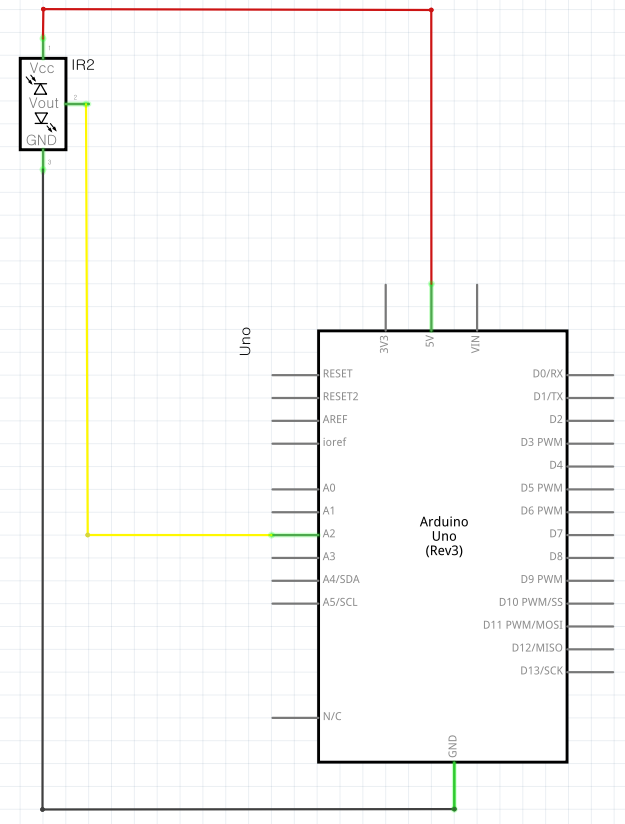 1
IR2
Vcc
2
Vout
GND
3
Uno
3V3
5V
VIN
RESET
D0/RX
RESET2
D1/TX
AREF
D2
ioref
D3 PWM
D4
A0
D5 PWM
A1
D6 PWM
Arduino
Uno
(Rev3)
A2
D7
A3
D8
A4/SDA
D9 PWM
A5/SCL
D10 PWM/SS
D11 PWM/MOSI
D12/MISO
D13/SCK
N/C
GND